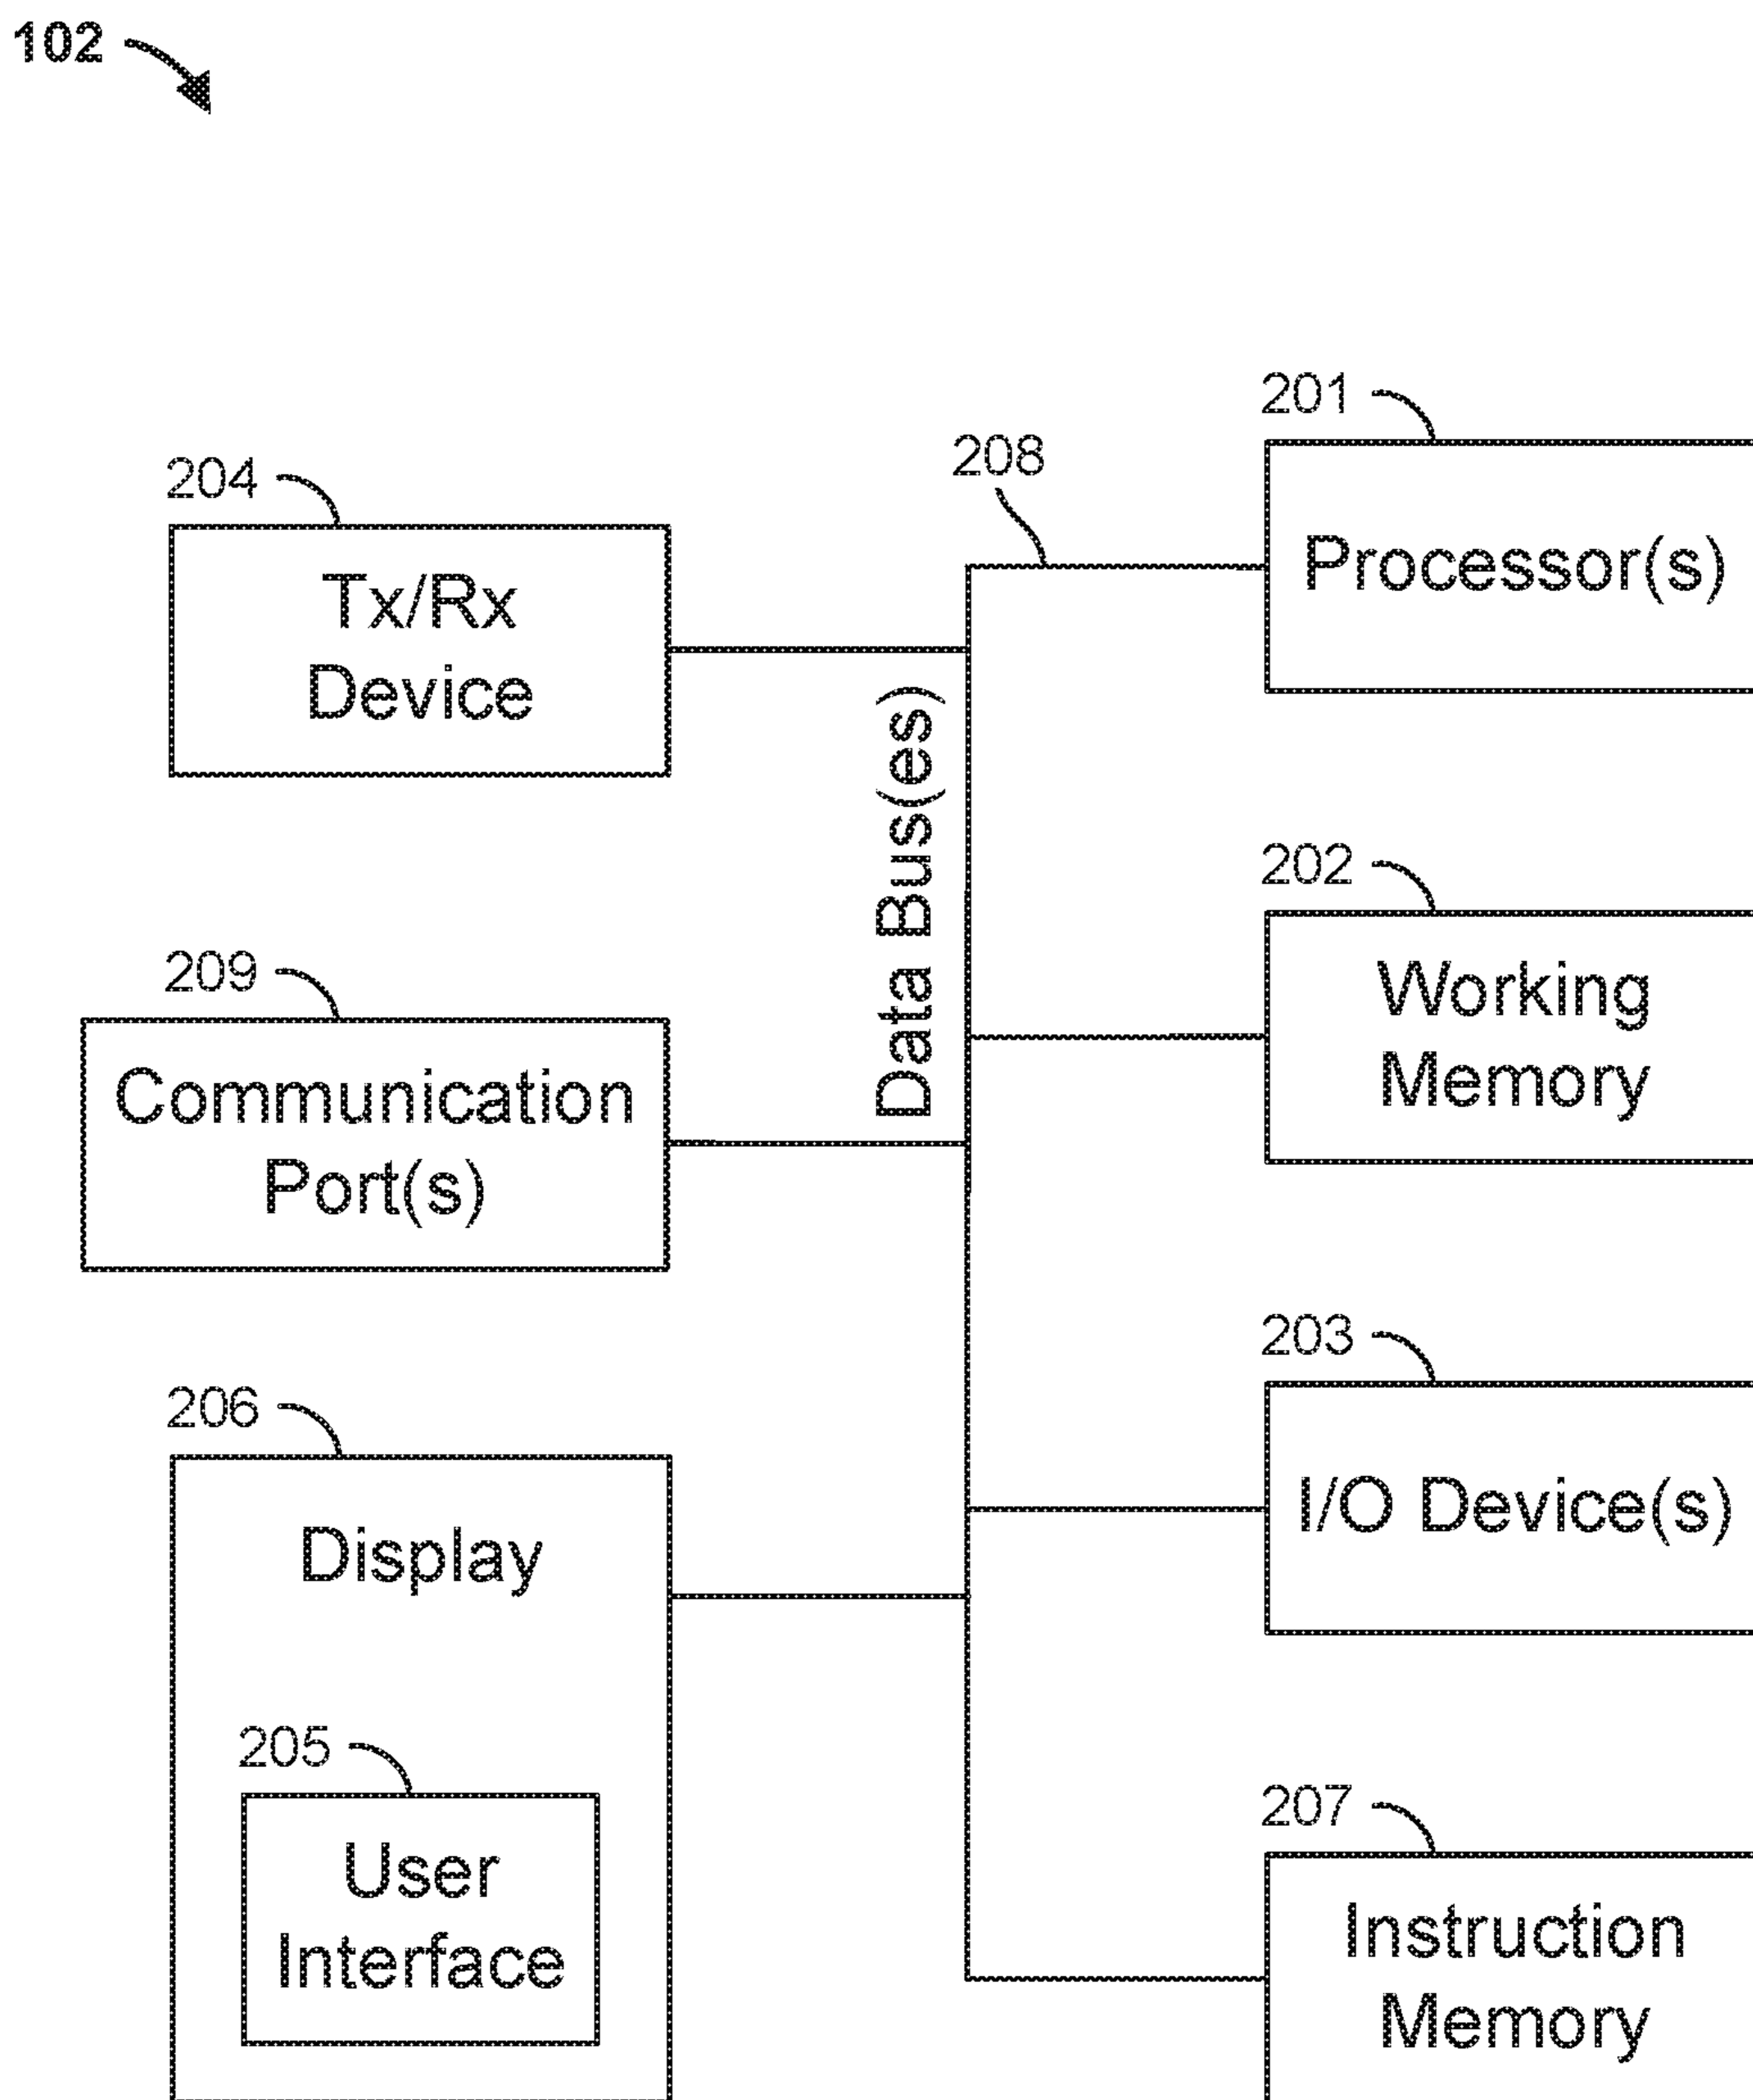 102
201
Processor(s)
208
204
Tx/Rx
Device
Data Bus(es)
202
Working
Memory
209
Communication
Port(s)
203
I/O Device(s)
206
Display
205
User
Interface
207
Instruction
Memory